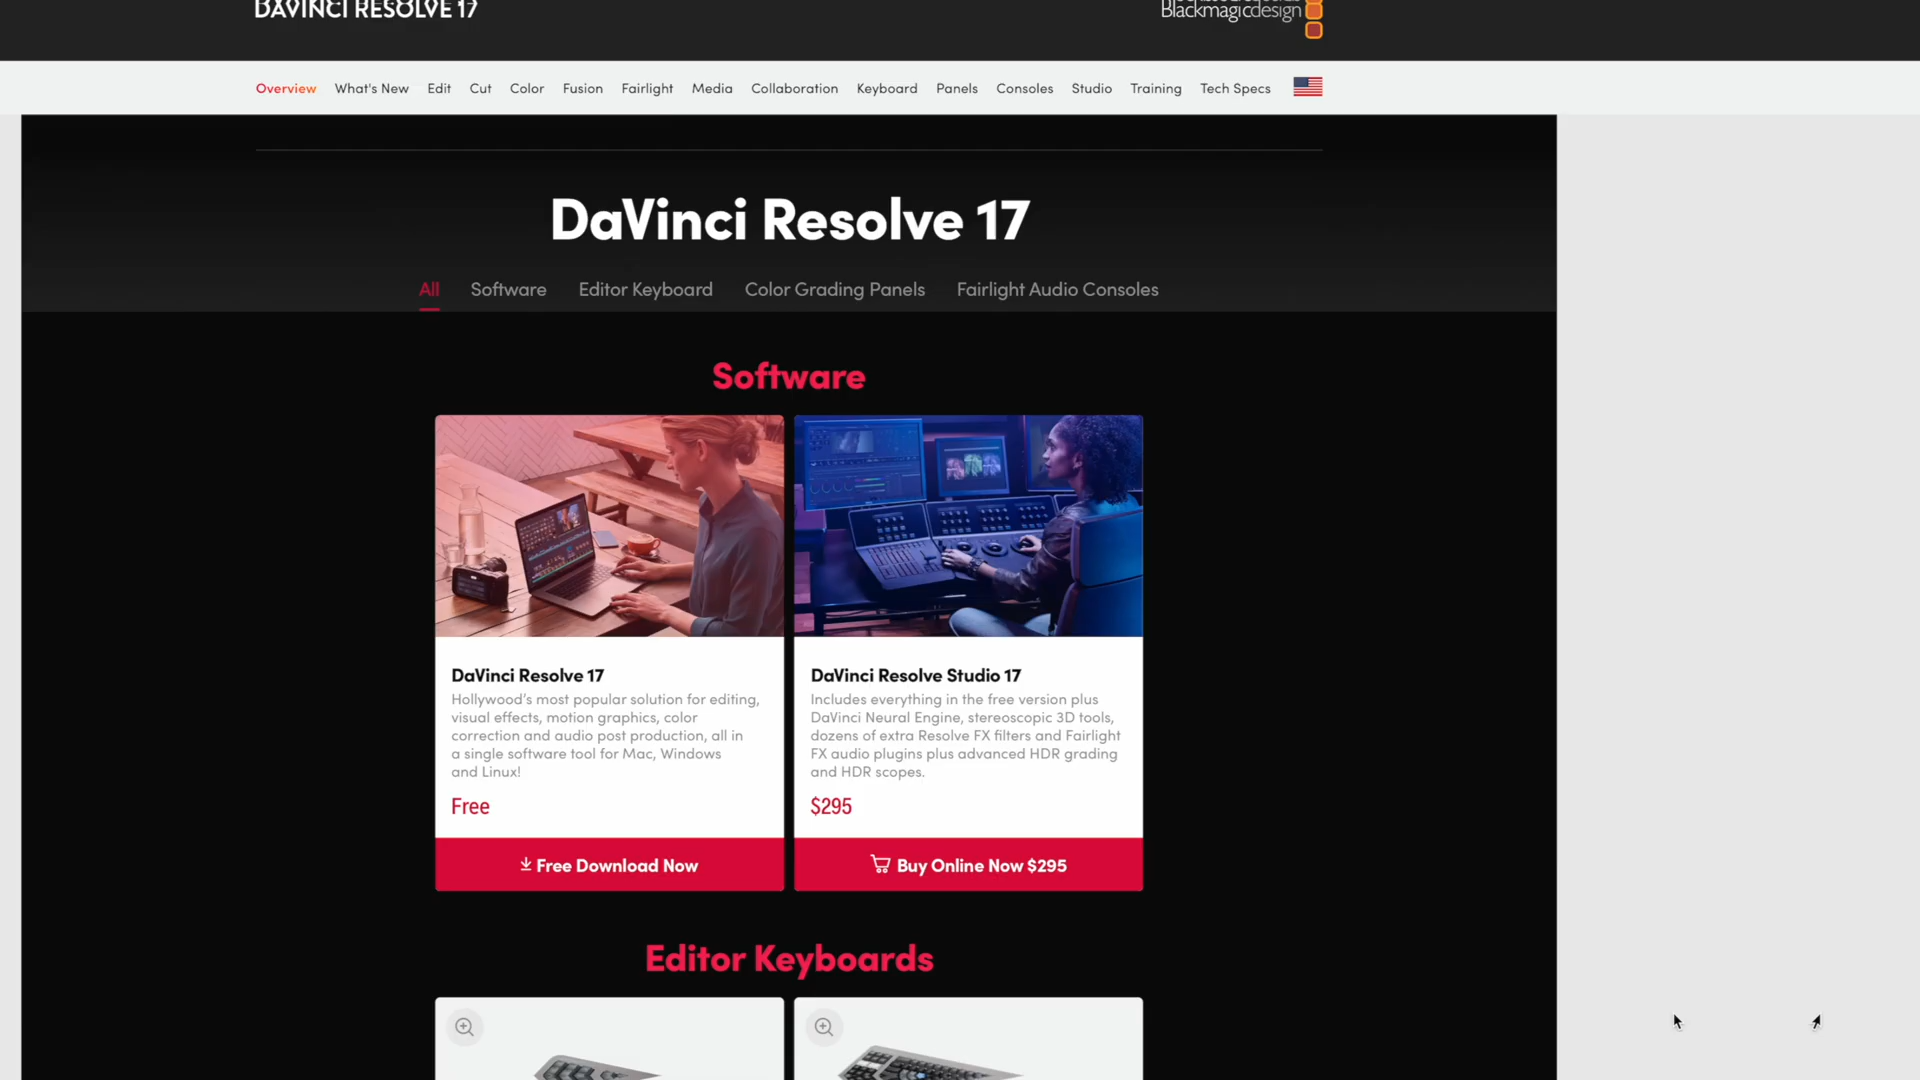 DAVINCI RESOLVE 17
Blackmagicdesign
Overview What's New Edit Cut Color Fusion Fairlight Media Collaboration Keyboard Panels Consoles Studio Training Tech Specs
DaVinci Resolve 17
All Software Editor Keyboard Color Grading Panels Fairlight Audio Consoles
Software
DaVinci Resolve 17
Hollywood's most popular solution for editing,
visual effects, motion graphics, color
correction and audio post production, all in
a single software tool for Mac, Windows
and Linux!
Free
Free Download Now
DaVinci Resolve Studio 17
Includes everything in the free version plus
DaVinci Neural Engine, stereoscopic 3D tools,
dozens of extra Resolve FX filters and Fairlight
FX audio plugins plus advanced HDR grading
and HDR scopes.
$295
Buy Online Now $295
Editor Keyboards